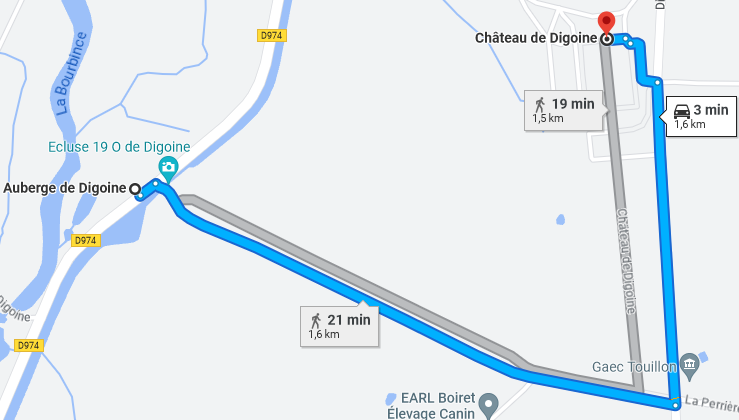 Château de Digoine
Di
D974
La Bourbince
19 min
1,5 km
3 min
1,6 km
Ecluse 19 O de Digoine
Auberge de Digoine
D974
Château de Digoine
Digoine
21 min
1,6 km
D974
Gaec Touillon
EARL Boiret
Élevage Canin
La Perrière